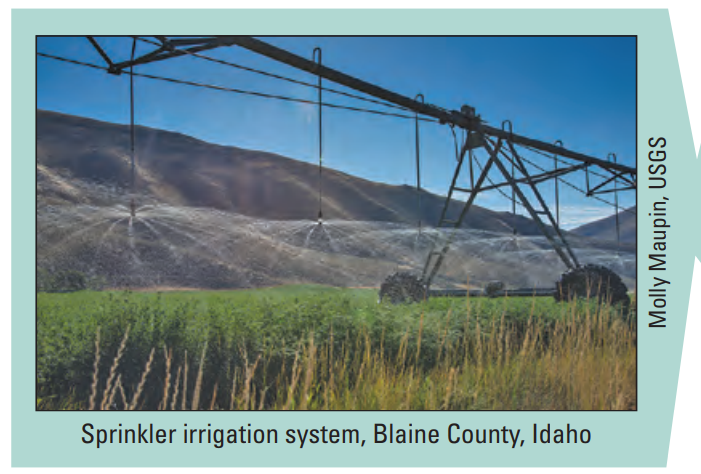 Sprinkler irrigation system, Blaine County, Idaho
Molly Maupin, USGS